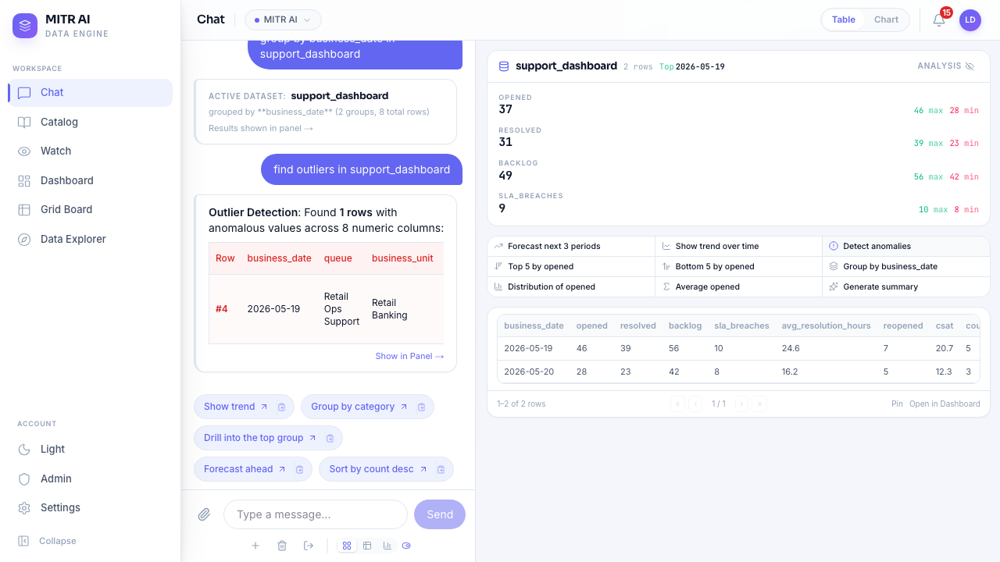 MITR AI
DATA ENGINE
WORKSPACE
Chat
Catalog
Watch
Dashboard
Grid Board
Data Explorer
ACCOUNT
Light
Admin
Settings
Collapse
Chat
MITR AI
Table
Chart
15
LD
group by business_date in
support_dashboard
ACTIVE DATASET: support_dashboard
grouped by **business_date** (2 groups, 8 total rows)
Results shown in panel →
find outliers in support_dashboard
Outlier Detection: Found 1 rows with
anomalous values across 8 numeric columns:
Row business_date queue business_unit
#4 2026-05-19 Retail Ops Support Retail Banking
Show in Panel →
Show trend ↗
Group by category ↗
Drill into the top group ↗
Forecast ahead ↗
Sort by count desc ↗
Type a message...
Send
support_dashboard 2 rows Top 2026-05-19
ANALYSIS
OPENED
37
46 max 28 min
RESOLVED
31
39 max 23 min
BACKLOG
49
56 max 42 min
SLA_BREACHES
9
10 max 8 min
Forecast next 3 periods
Show trend over time
Detect anomalies
Top 5 by opened
Bottom 5 by opened
Group by business_date
Distribution of opened
Average opened
Generate summary
business_date opened resolved backlog sla_breaches avg_resolution_hours reopened csat cou
2026-05-19 46 39 56 10 24.6 7 20.7 5
2026-05-20 28 23 42 8 16.2 5 12.3 3
1–2 of 2 rows
« ‹ 1 / 1 › »
Pin Open in Dashboard